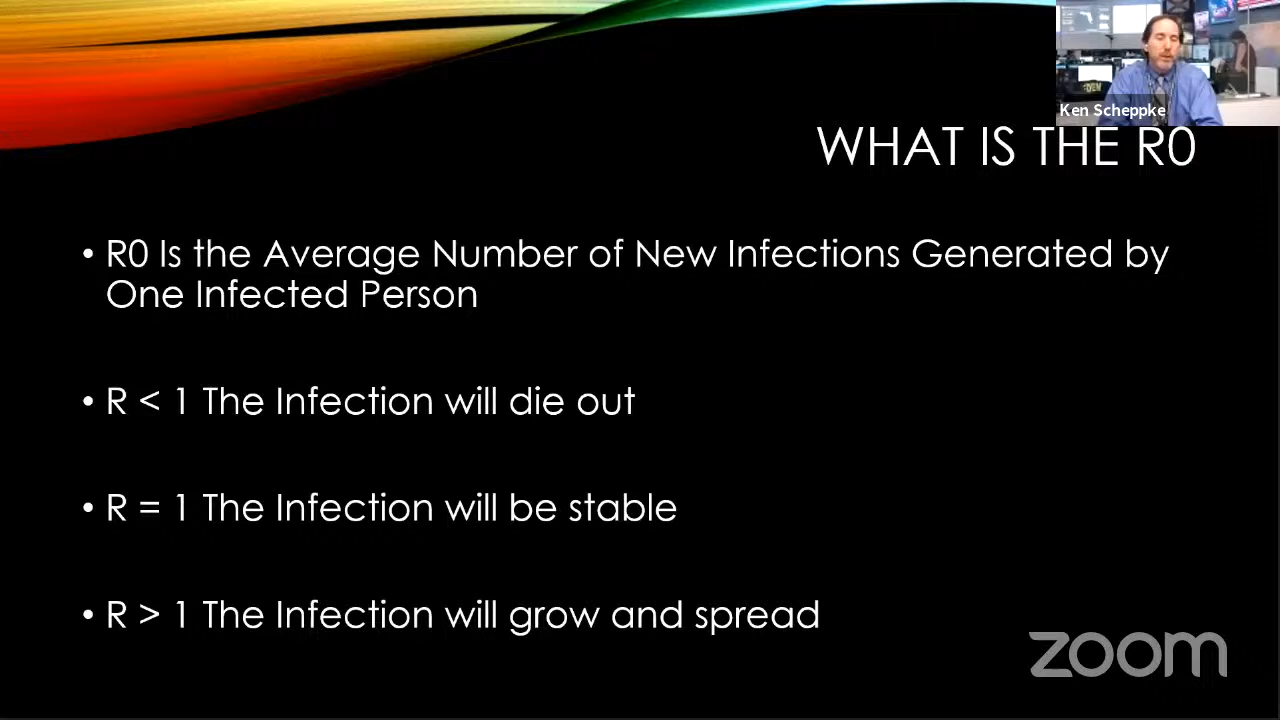 Ken Scheppke
WHAT IS THE R0
• R0 Is the Average Number of New Infections Generated by
One Infected Person
• R < 1 The Infection will die out
• R = 1 The Infection will be stable
• R > 1 The Infection will grow and spread
zoom